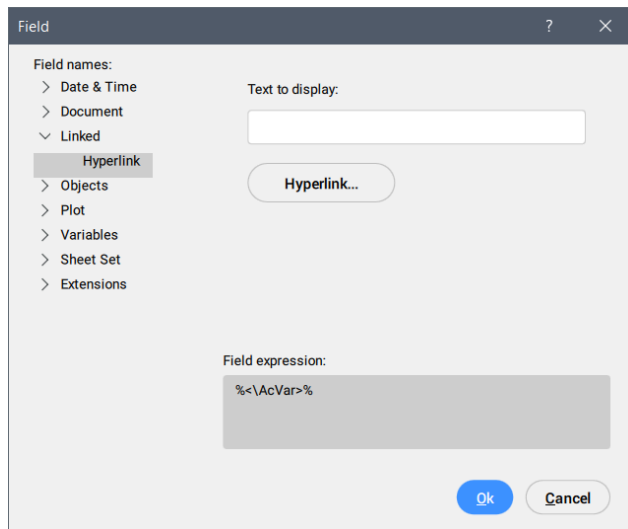 Field
?
Field names:
Date & Time
Document
Linked
Hyperlink
Objects
Plot
Variables
Sheet Set
Extensions
Text to display:
Hyperlink...
Field expression:
%<\AcVar>%
Ok
Cancel